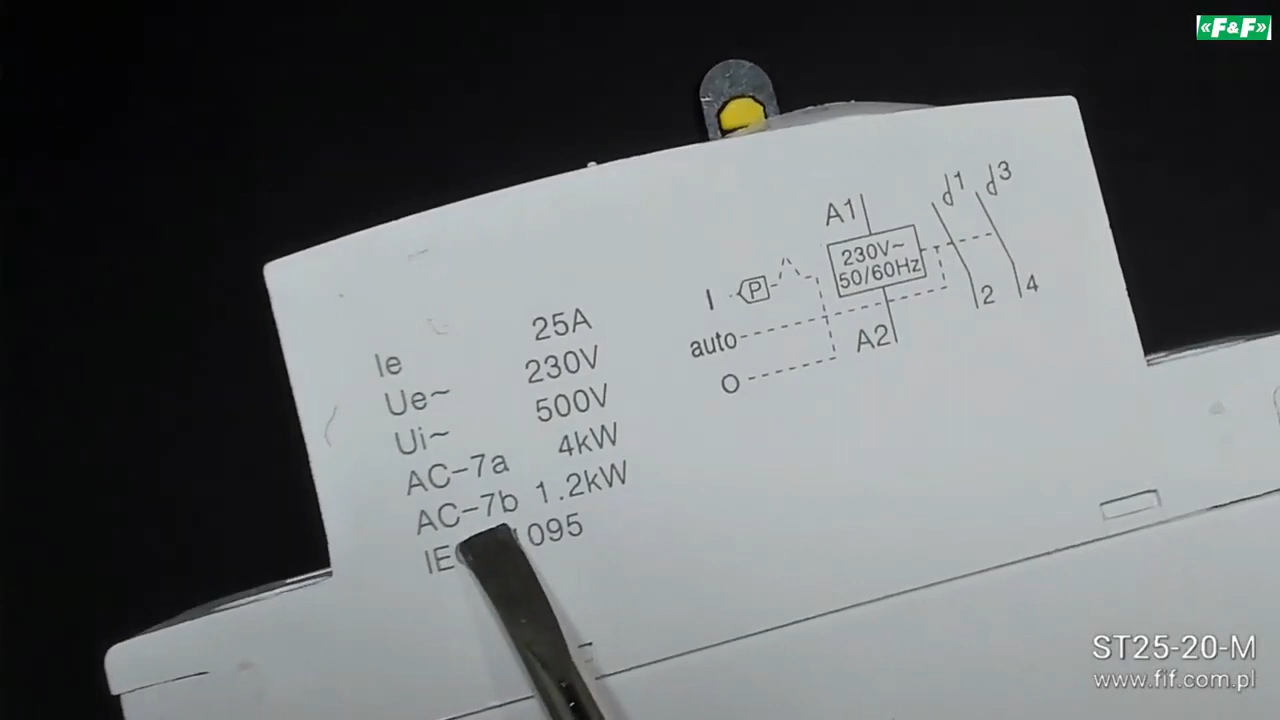 «F&F»
Ie 25A
Ue~ 230V
Ui~ 500V
AC-7a 4kW
AC-7b 1.2kW
1095
A1
230V~
50/60Hz
A2
I P
auto
O
1 3
2 4
ST25-20-M
www.fif.com.pl